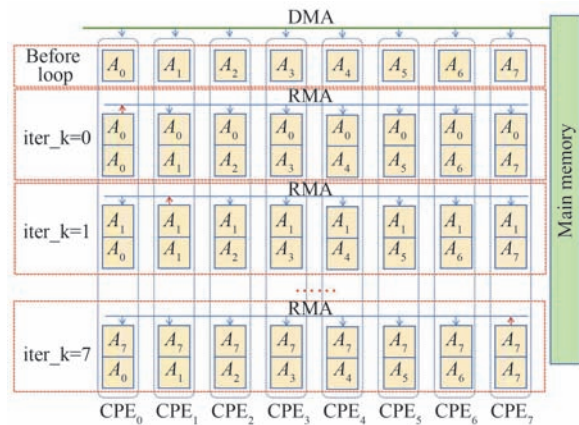 DMA
Before loop
A₀ A₁ A₂ A₃ A₄ A₅ A₆ A₇
RMA
iter_k=0
A₀ A₀ A₀ A₀ A₀ A₀ A₀ A₀
A₀ A₁ A₂ A₃ A₄ A₅ A₆ A₇
RMA
iter_k=1
A₁ A₁ A₁ A₁ A₁ A₁ A₁ A₁
A₀ A₁ A₂ A₃ A₄ A₅ A₆ A₇
......
RMA
iter_k=7
A₇ A₇ A₇ A₇ A₇ A₇ A₇ A₇
A₀ A₁ A₂ A₃ A₄ A₅ A₆ A₇
CPE₀ CPE₁ CPE₂ CPE₃ CPE₄ CPE₅ CPE₆ CPE₇
Main memory